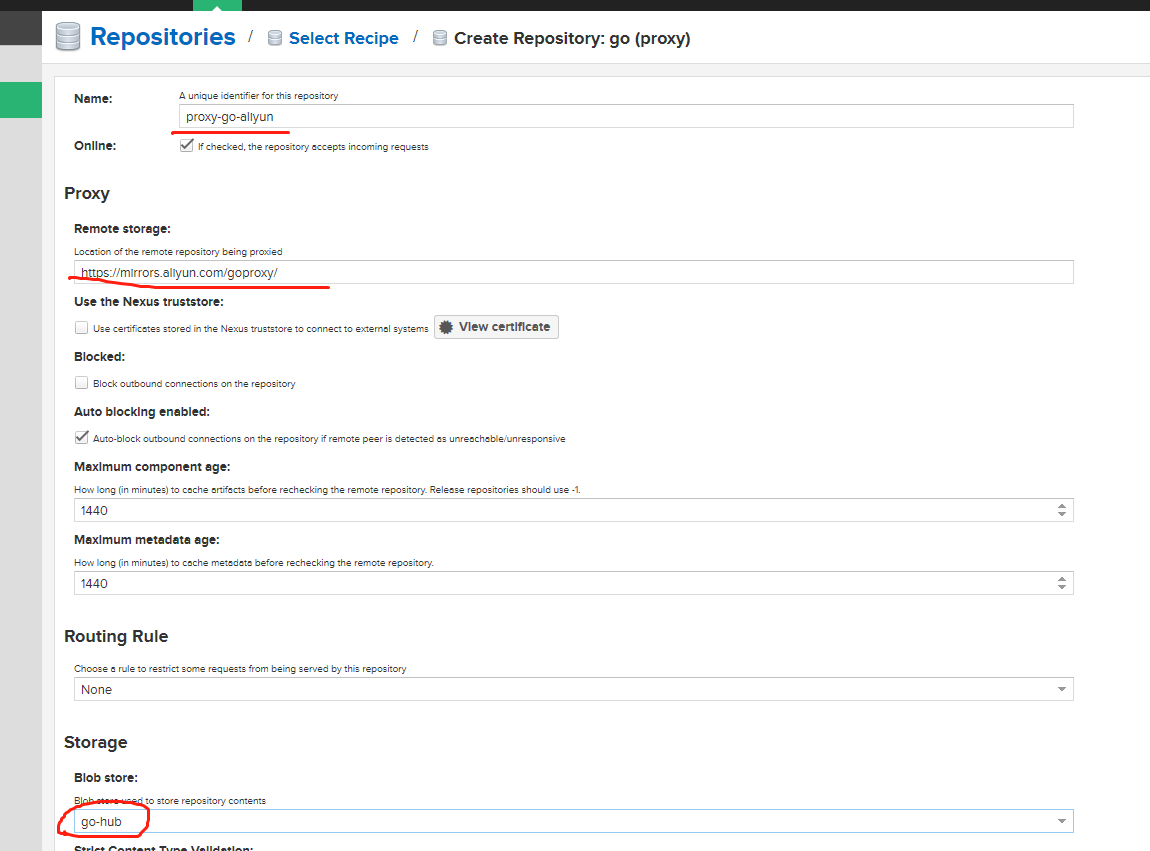 Repositories / Select Recipe / Create Repository: go (proxy)
Name:
A unique identifier for this repository
proxy-go-aliyun
Online:
If checked, the repository accepts incoming requests
Proxy
Remote storage:
Location of the remote repository being proxied
https://mirrors.aliyun.com/goproxy/
Use the Nexus truststore:
Use certificates stored in the Nexus truststore to connect to external systems View certificate
Blocked:
Block outbound connections on the repository
Auto blocking enabled:
Auto-block outbound connections on the repository if remote peer is detected as unreachable/unresponsive
Maximum component age:
How long (in minutes) to cache artifacts before rechecking the remote repository. Release repositories should use -1.
1440
Maximum metadata age:
How long (in minutes) to cache metadata before rechecking the remote repository.
1440
Routing Rule
Choose a rule to restrict some requests from being served by this repository
None
Storage
Blob store:
Blob store used to store repository contents
go-hub
Strict Content Type Validation: